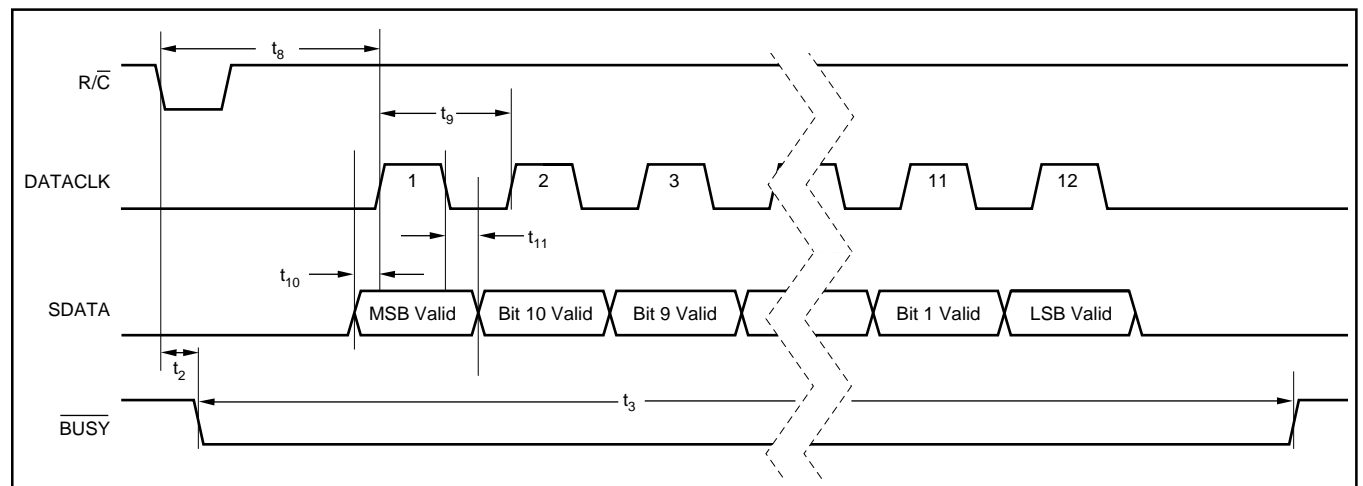 t8
R/C̅
t9
DATACLK
1
2
3
11
12
t11
t10
SDATA
MSB Valid
Bit 10 Valid
Bit 9 Valid
Bit 1 Valid
LSB Valid
t2
t3
B̅U̅S̅Y̅